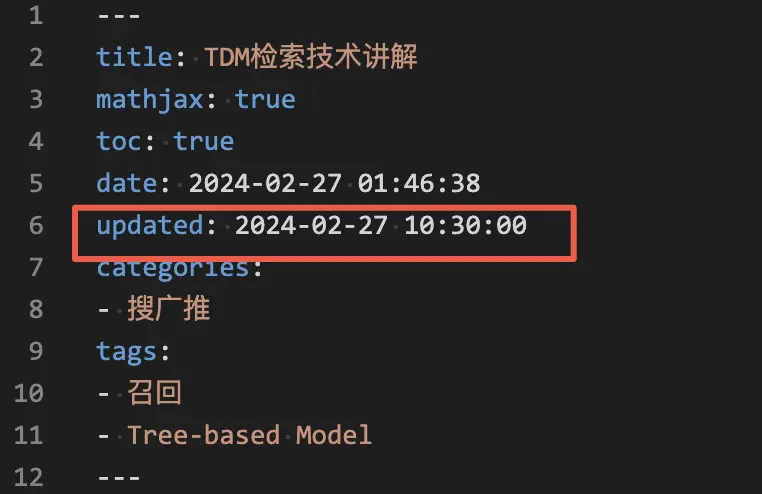 1 ---
2 title: TDM检索技术讲解
3 mathjax: true
4 toc: true
5 date: 2024-02-27 01:46:38
6 updated: 2024-02-27 10:30:00
7 categories:
8 - 搜广推
9 tags:
10 - 召回
11 - Tree-based Model
12 ---